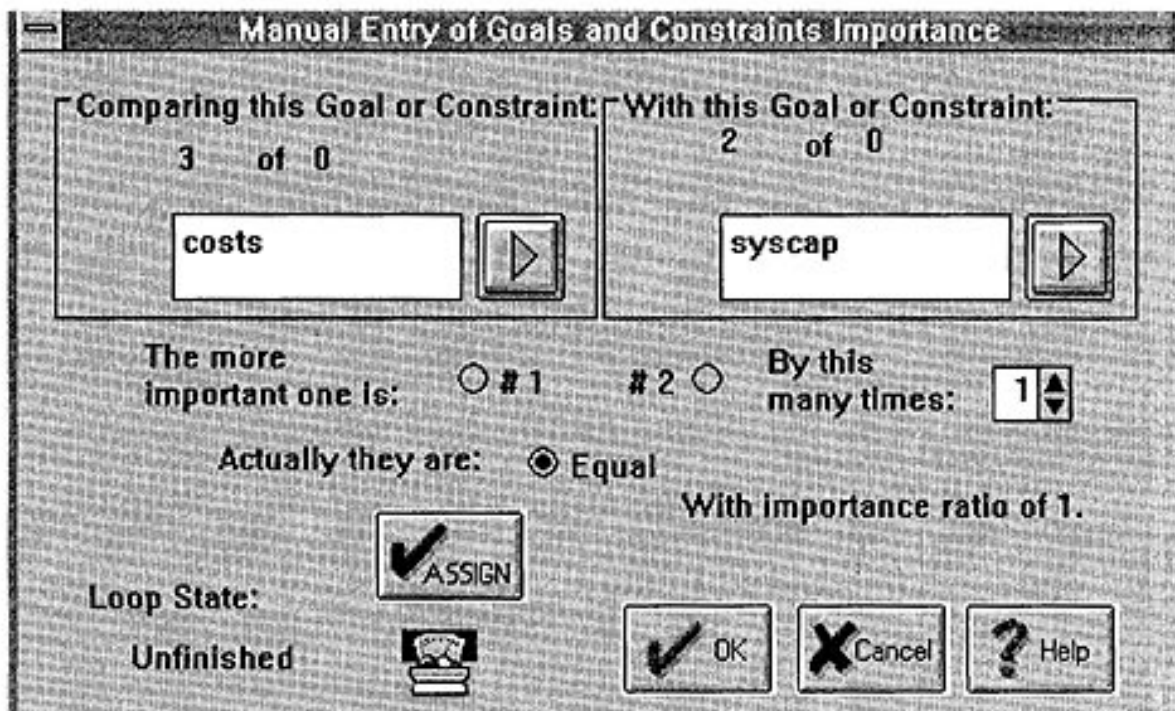 Manual Entry of Goals and Constraints Importance
Comparing this Goal or Constraint:
3 of 0
costs
With this Goal or Constraint:
2 of 0
syscap
The more
important one is:
# 1
# 2
By this
many times:
1
Actually they are:
Equal
With importance ratio of 1.
ASSIGN
Loop State:
Unfinished
OK
Cancel
? Help